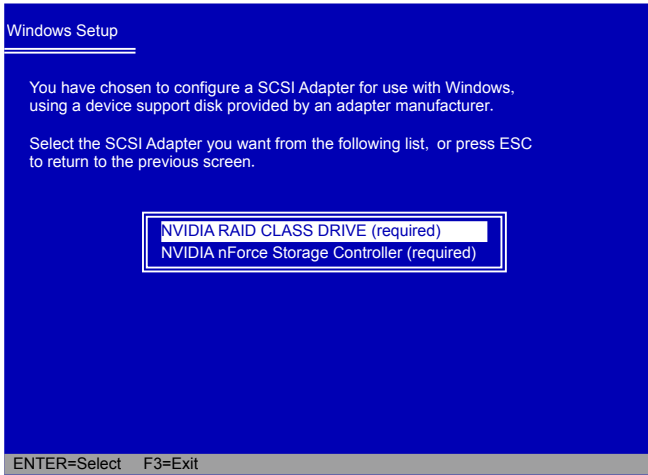 Windows Setup
You have chosen to configure a SCSI Adapter for use with Windows,
using a device support disk provided by an adapter manufacturer.
Select the SCSI Adapter you want from the following list, or press ESC
to return to the previous screen.
NVIDIA RAID CLASS DRIVE (required)
NVIDIA nForce Storage Controller (required)
ENTER=Select F3=Exit